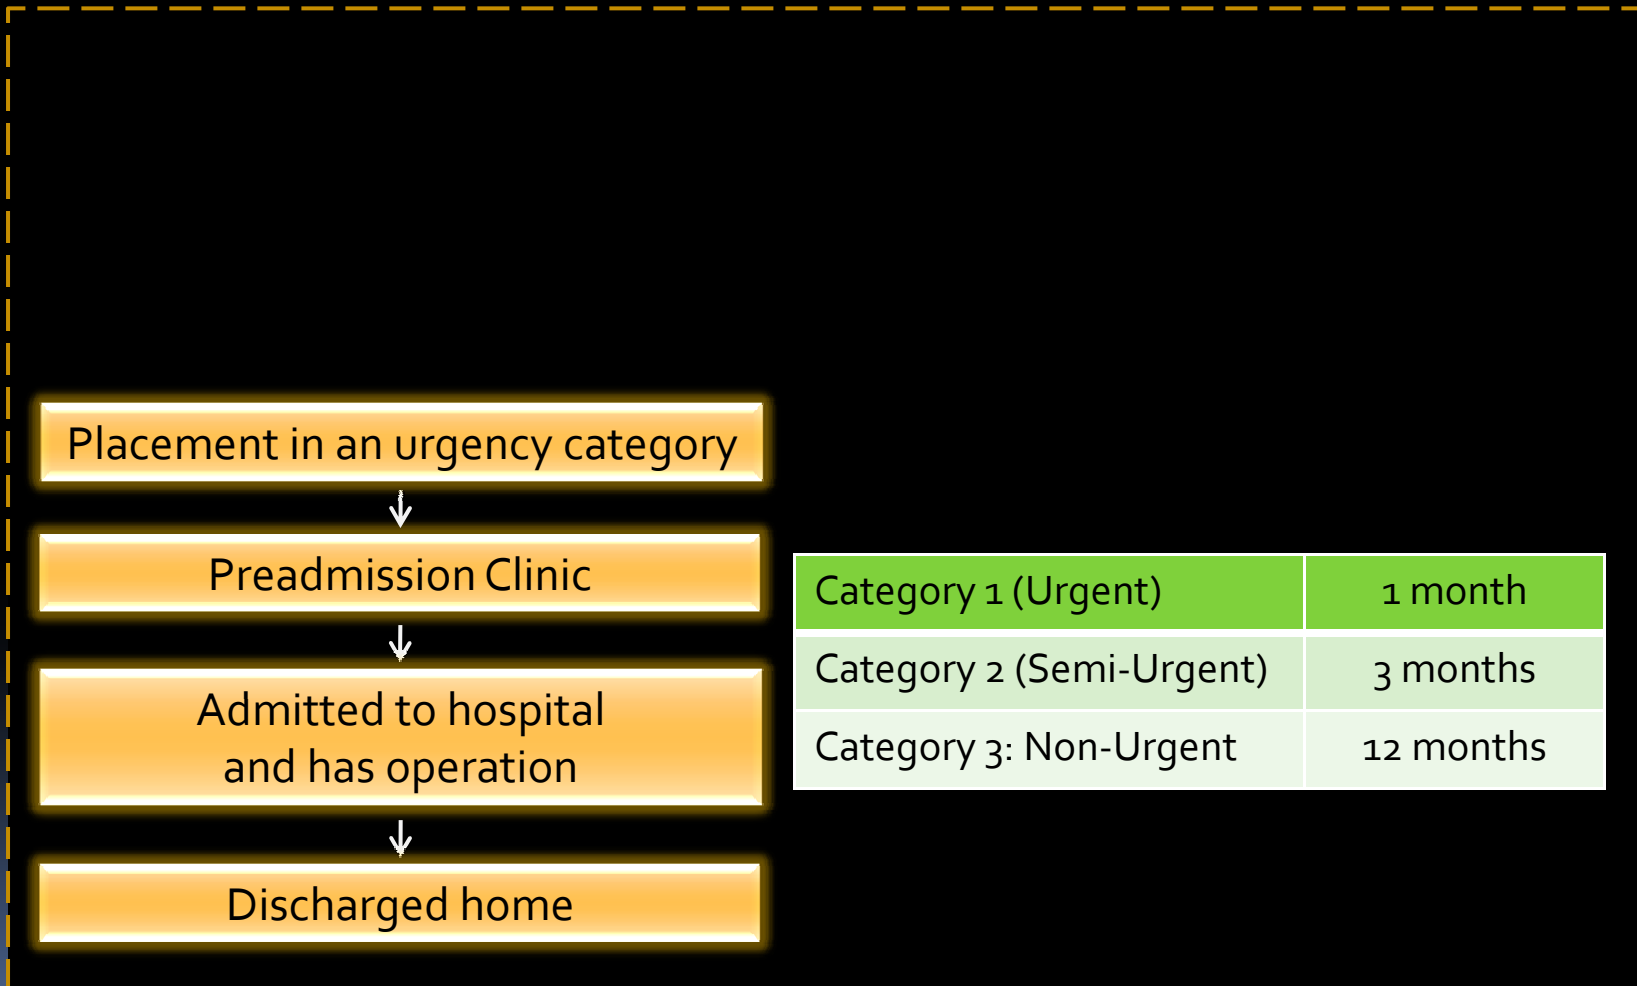 Placement in an urgency category
Preadmission Clinic
Admitted to hospital
and has operation
Discharged home
Category 1 (Urgent) 1 month
Category 2 (Semi-Urgent) 3 months
Category 3: Non-Urgent 12 months